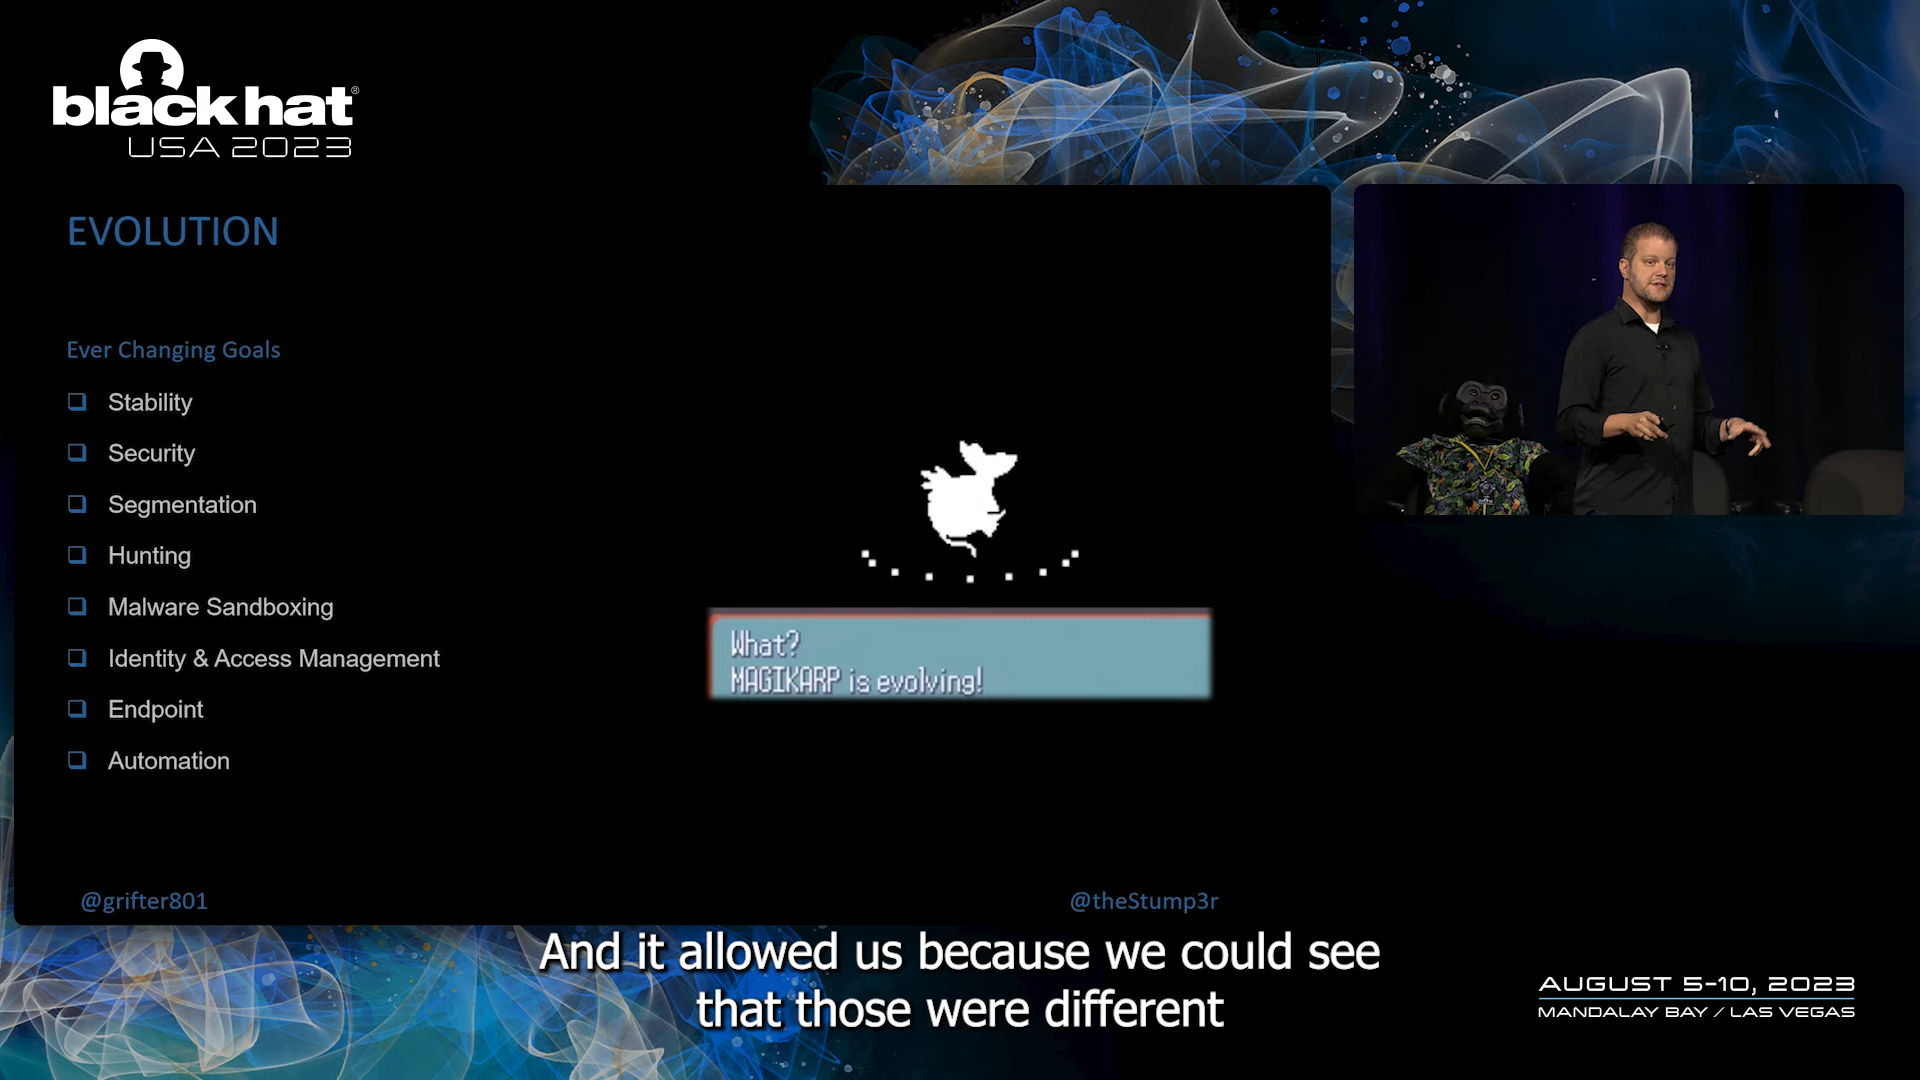 black hat®
USA 2023
EVOLUTION
Ever Changing Goals
Stability
Security
Segmentation
Hunting
Malware Sandboxing
Identity & Access Management
Endpoint
Automation
What?
MAGIKARP is evolving!
@grifter801
@theStump3r
And it allowed us because we could see
that those were different
AUGUST 5-10, 2023
MANDALAY BAY / LAS VEGAS